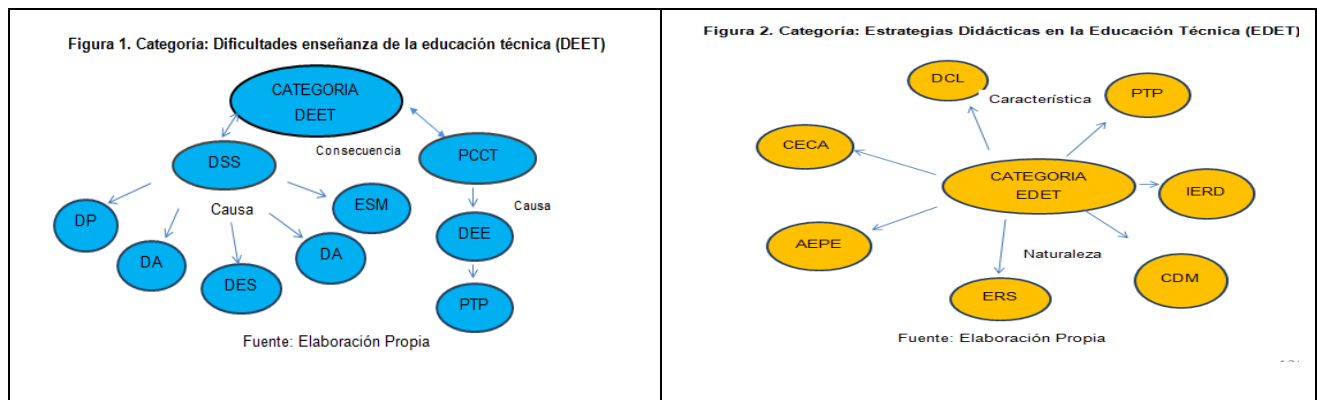 Figura 1. Categoría: Dificultades enseñanza de la educación técnica (DEET)
CATEGORIA
DEET
Consecuencia
DSS
PCCT
Causa
Causa
DP
DA
DES
DA
ESM
DEE
PTP
Fuente: Elaboración Propia
Figura 2. Categoría: Estrategias Didácticas en la Educación Técnica (EDET)
DCL
Característica
PTP
CECA
CATEGORIA
EDET
IERD
AEPE
Naturaleza
CDM
ERS
Fuente: Elaboración Propia